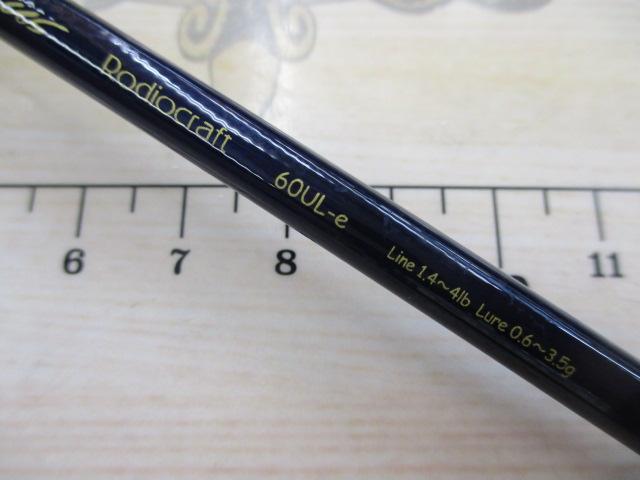 Rodiocraft
60UL-e
Line 1.4~4lb Lure 0.6~3.5g
6 7 8 11